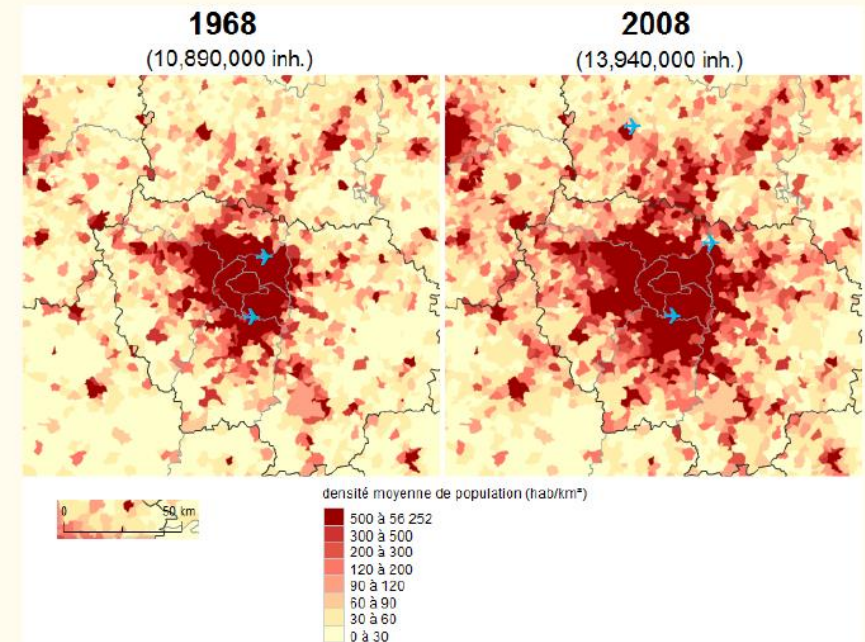 1968
(10,890,000 inh.)
2008
(13,940,000 inh.)
0 50 km
densité moyenne de population (hab/km²)
500 à 56 252
300 à 500
200 à 300
120 à 200
90 à 120
60 à 90
30 à 60
0 à 30